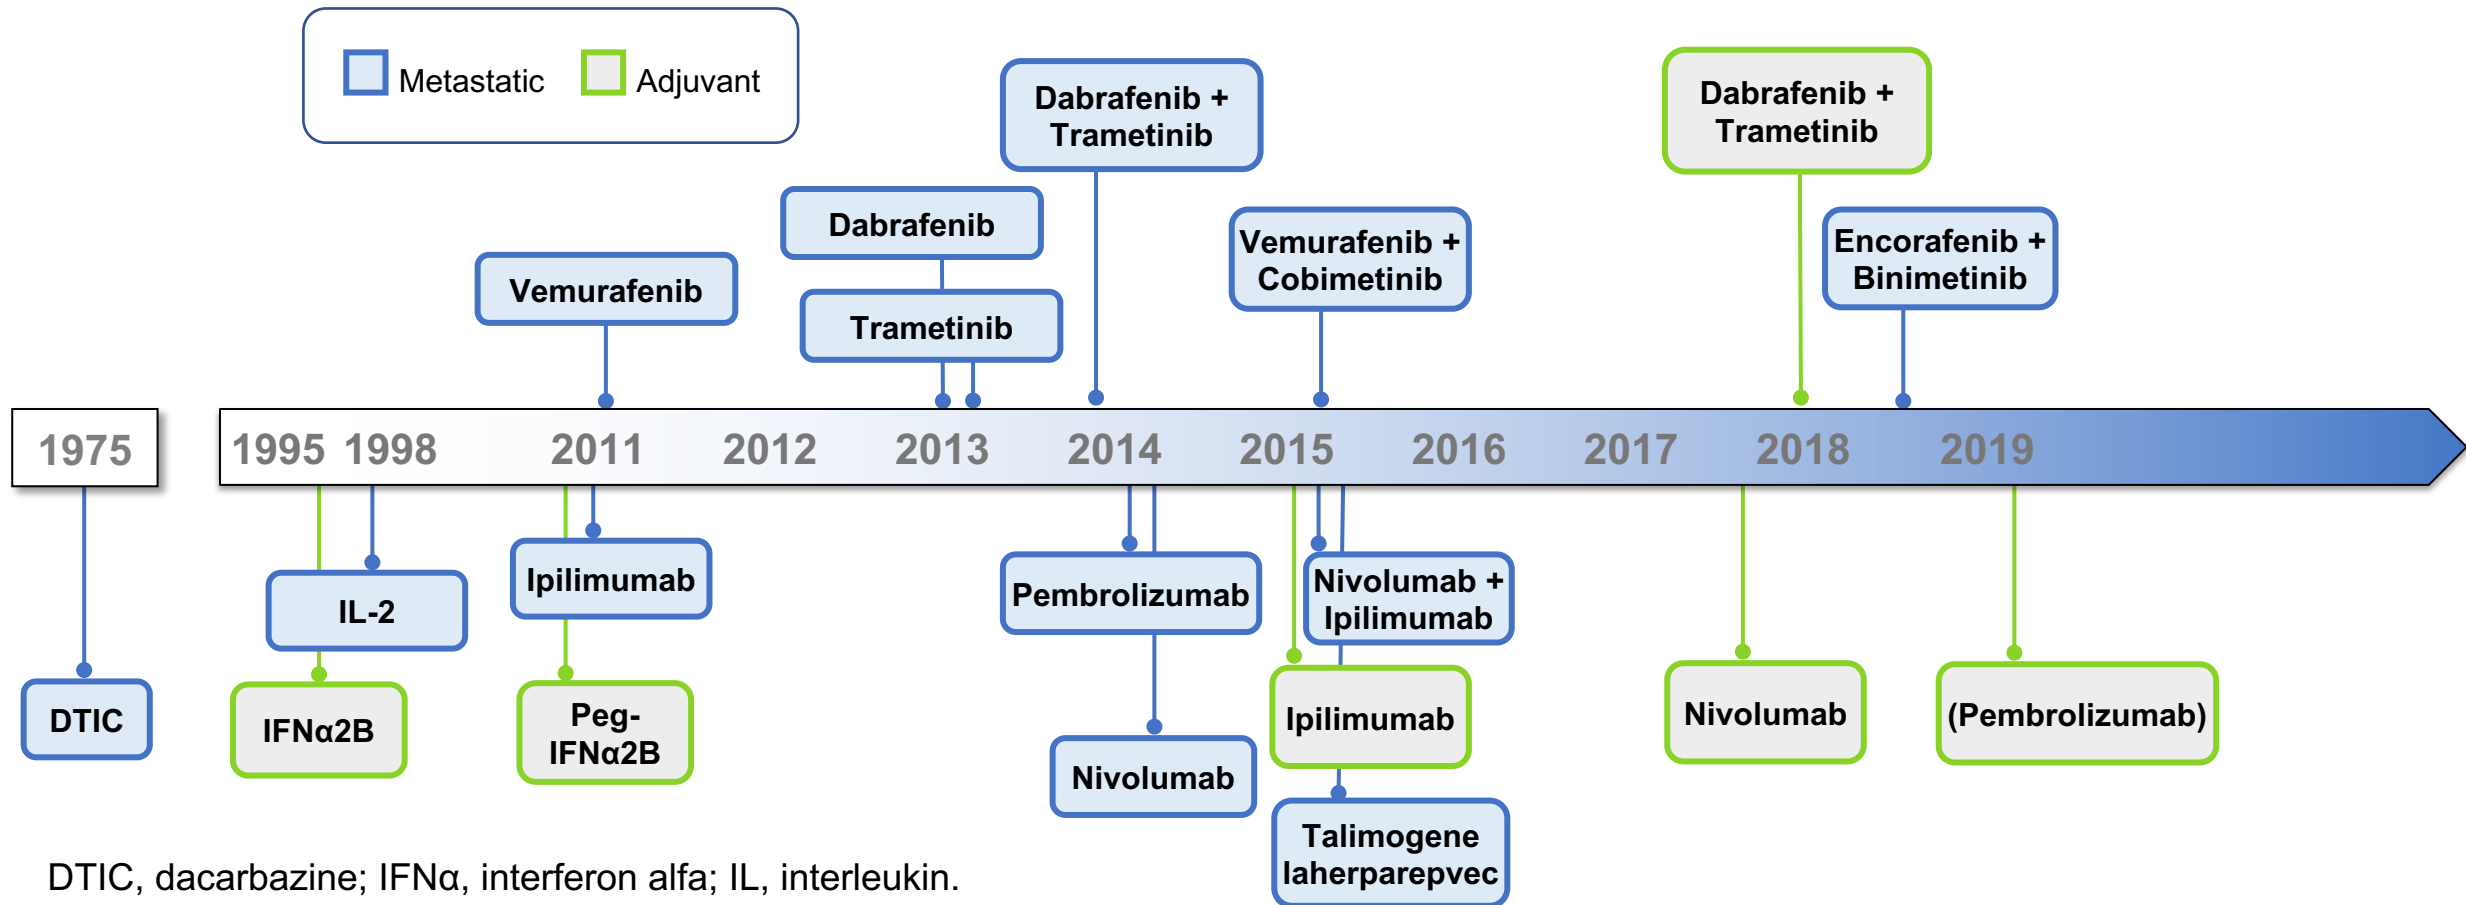 Metastatic
Adjuvant
Dabrafenib +
Trametinib
Dabrafenib +
Trametinib
Dabrafenib
Vemurafenib +
Cobimetinib
Encorafenib +
Binimetinib
Vemurafenib
Trametinib
1975
1995
1998
2011
2012
2013
2014
2015
2016
2017
2018
2019
Ipilimumab
Pembrolizumab
Nivolumab +
Ipilimumab
IL-2
DTIC
IFNα2B
Peg-
IFNα2B
Ipilimumab
Nivolumab
(Pembrolizumab)
Nivolumab
Talimogene
laherparepvec
DTIC, dacarbazine; IFNα, interferon alfa; IL, interleukin.